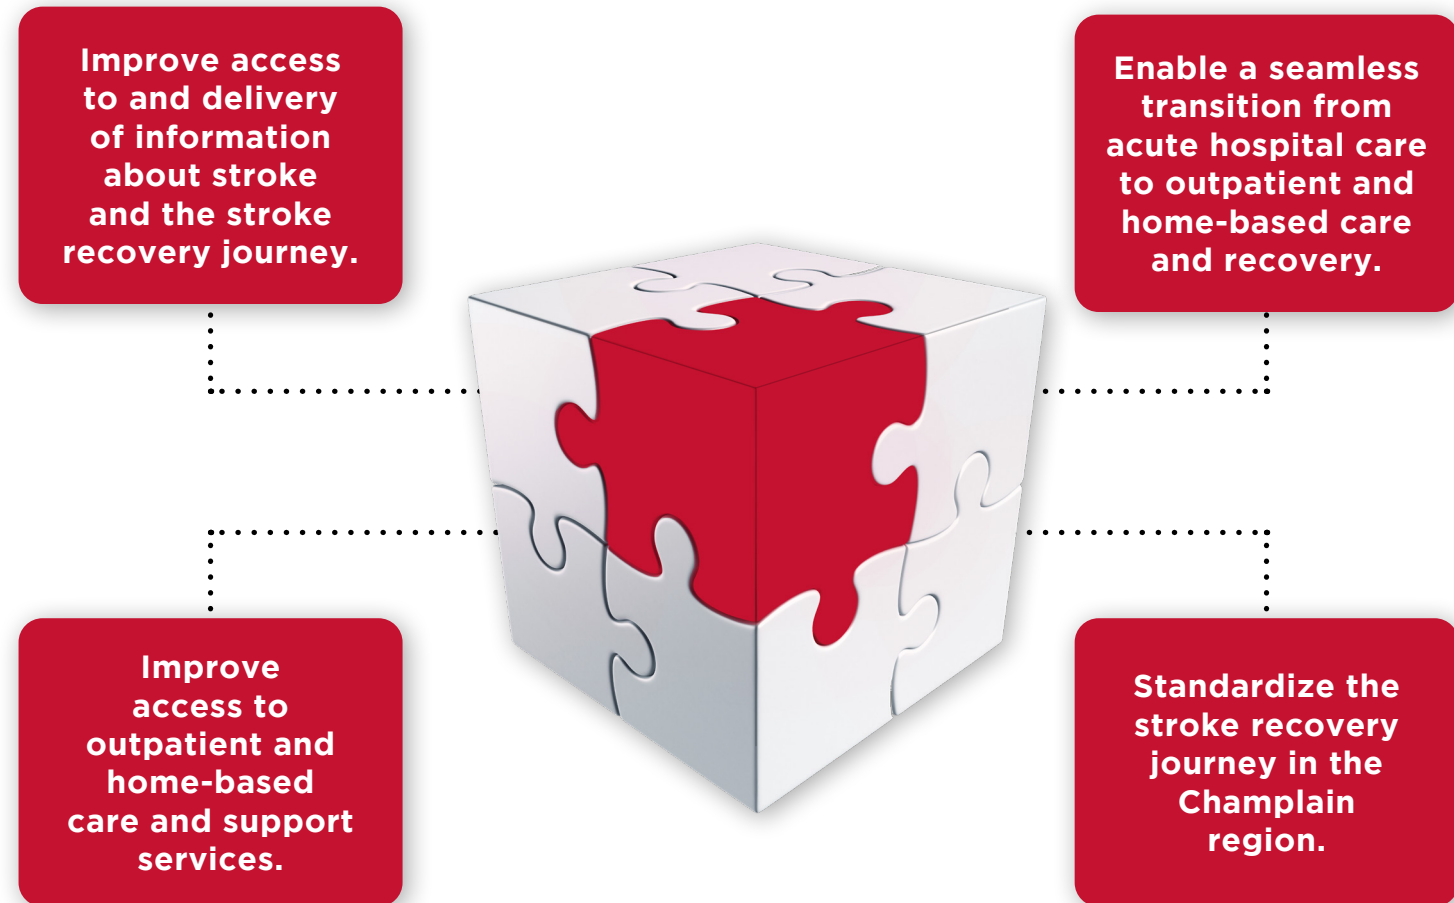 Improve access
to and delivery
of information
about stroke
and the stroke
recovery journey.
Enable a seamless
transition from
acute hospital care
to outpatient and
home-based care
and recovery.
Improve
access to
outpatient and
home-based
care and support
services.
Standardize the
stroke recovery
journey in the
Champlain
region.